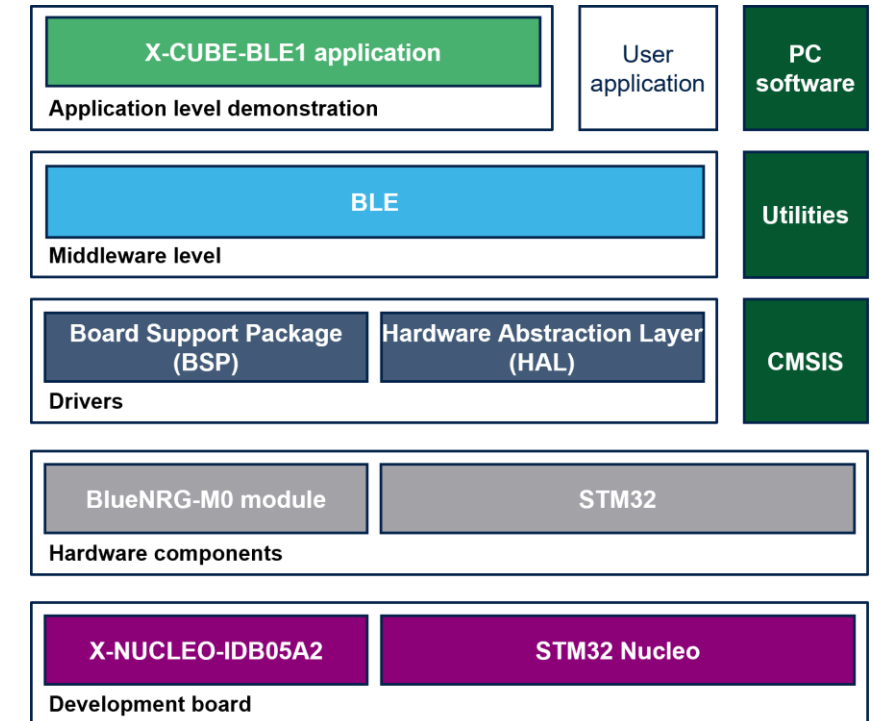 X-CUBE-BLE1 application
Application level demonstration
User
application
PC
software
BLE
Middleware level
Utilities
Board Support Package
(BSP)
Hardware Abstraction Layer
(HAL)
Drivers
CMSIS
BlueNRG-M0 module
STM32
Hardware components
X-NUCLEO-IDB05A2
STM32 Nucleo
Development board